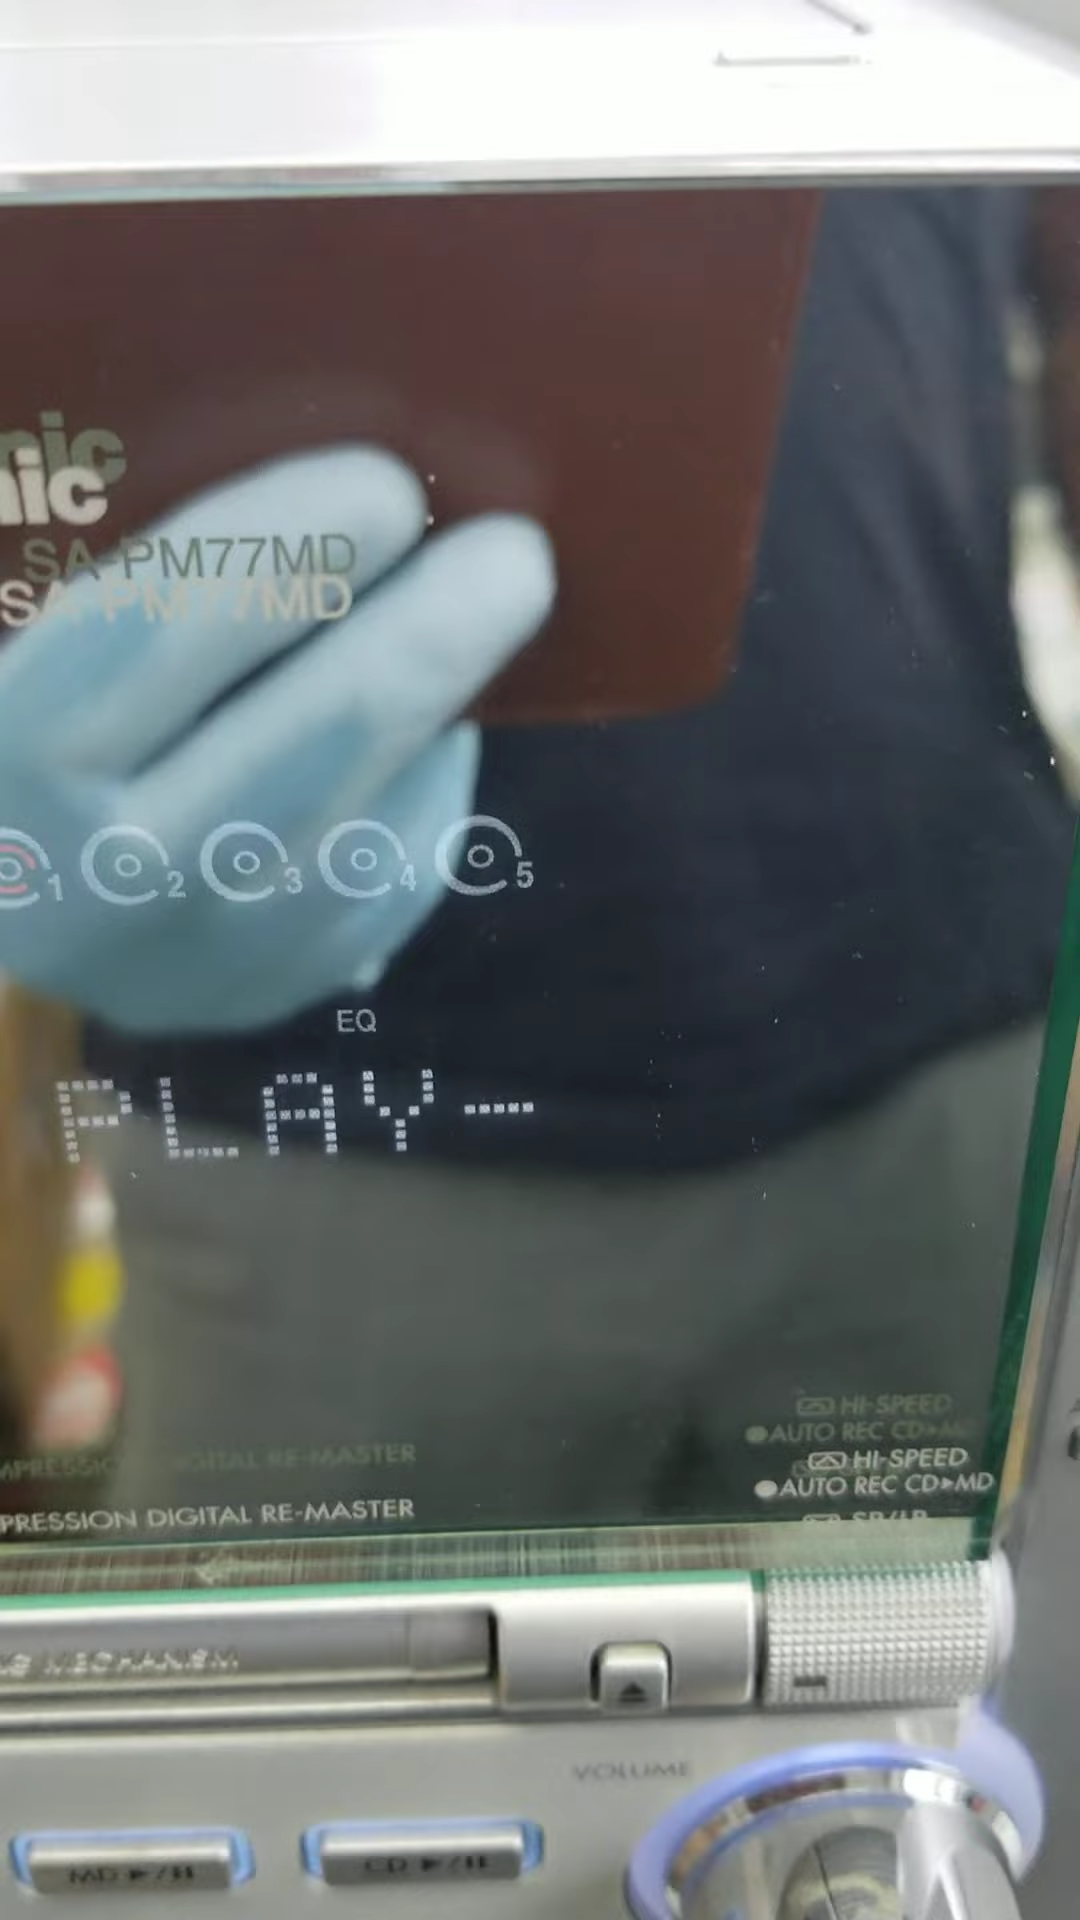 nic
SA-PM77MD
1 2 3 4 5
EQ
PLAY-
HI-SPEED
AUTO REC CD▸MD
PRESSION DIGITAL RE-MASTER
MECHANISM
VOLUME
MD ►/II
CD ►/II